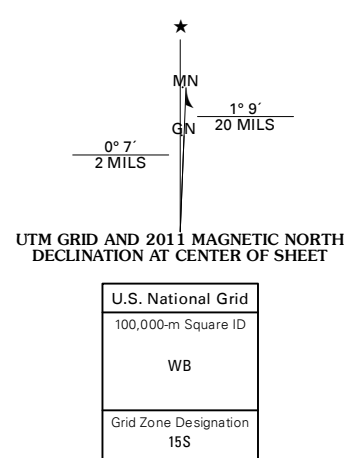 ★
MN
1° 9´
20 MILS
GN
0° 7´
2 MILS
UTM GRID AND 2011 MAGNETIC NORTH
DECLINATION AT CENTER OF SHEET
U.S. National Grid
100,000-m Square ID
WB
Grid Zone Designation
15S